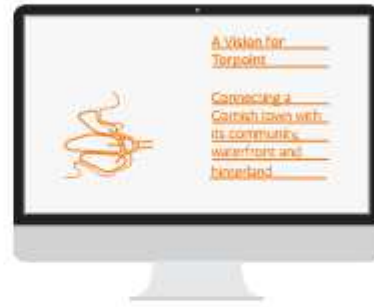 A Vision for
Torpoint
Connecting a
Cornish town with
its community,
waterfront and
hinterland